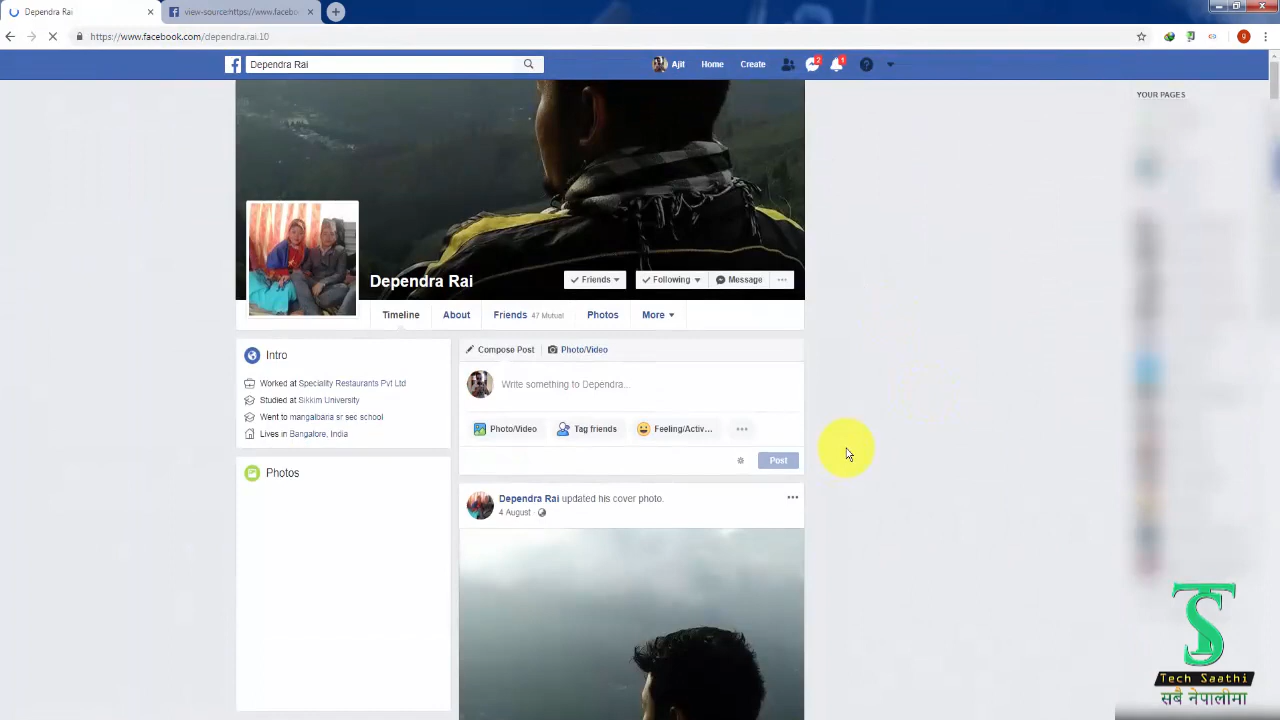 Dependra Rai
view-source:https://www.facebo
https://www.facebook.com/dependra.rai.10
Dependra Rai
Ajit
Home
Create
2
1
YOUR PAGES
Dependra Rai
Friends
Following
Message
Timeline
About
Friends 47 Mutual
Photos
More
Intro
Worked at Speciality Restaurants Pvt Ltd
Studied at Sikkim University
Went to mangalbaria sr sec school
Lives in Bangalore, India
Photos
Compose Post
Photo/Video
Write something to Dependra...
Photo/Video
Tag friends
Feeling/Activ...
Post
Dependra Rai updated his cover photo.
4 August
Tech Saathi
सबै नेपालीमा